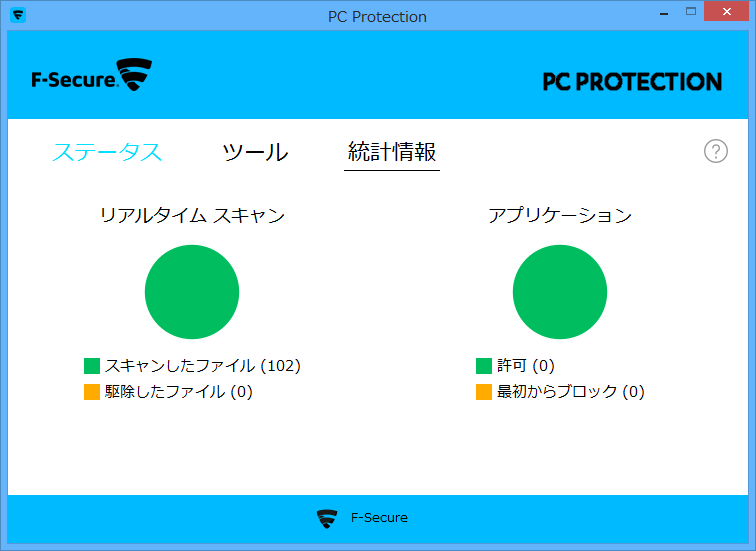 PC Protection
F-Secure.
PC PROTECTION
ステータス
ツール
統計情報
?
リアルタイム スキャン
アプリケーション
スキャンしたファイル (102)
駆除したファイル (0)
許可 (0)
最初からブロック (0)
F-Secure